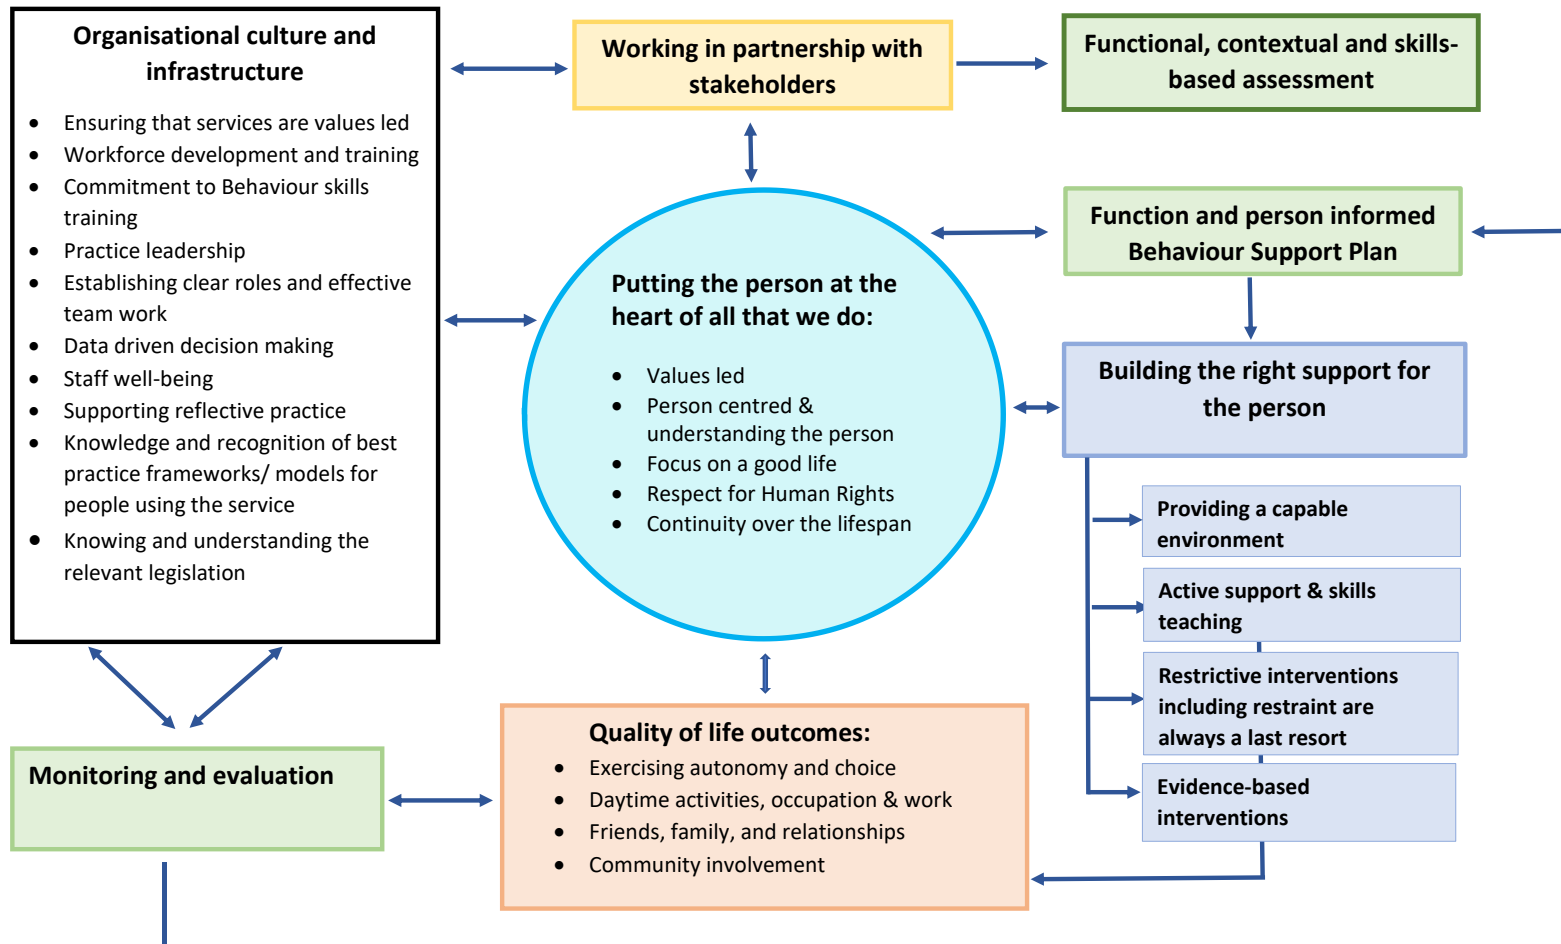 Organisational culture and
infrastructure
• Ensuring that services are values led
• Workforce development and training
• Commitment to Behaviour skills
training
• Practice leadership
• Establishing clear roles and effective
team work
• Data driven decision making
• Staff well-being
• Supporting reflective practice
• Knowledge and recognition of best
practice frameworks/ models for
people using the service
• Knowing and understanding the
relevant legislation
Working in partnership with
stakeholders
Functional, contextual and skills-
based assessment
Function and person informed
Behaviour Support Plan
Putting the person at the
heart of all that we do:
• Values led
• Person centred &
understanding the person
• Focus on a good life
• Respect for Human Rights
• Continuity over the lifespan
Building the right support for
the person
Providing a capable
environment
Active support & skills
teaching
Restrictive interventions
including restraint are
always a last resort
Evidence-based
interventions
Monitoring and evaluation
Quality of life outcomes:
• Exercising autonomy and choice
• Daytime activities, occupation & work
• Friends, family, and relationships
• Community involvement